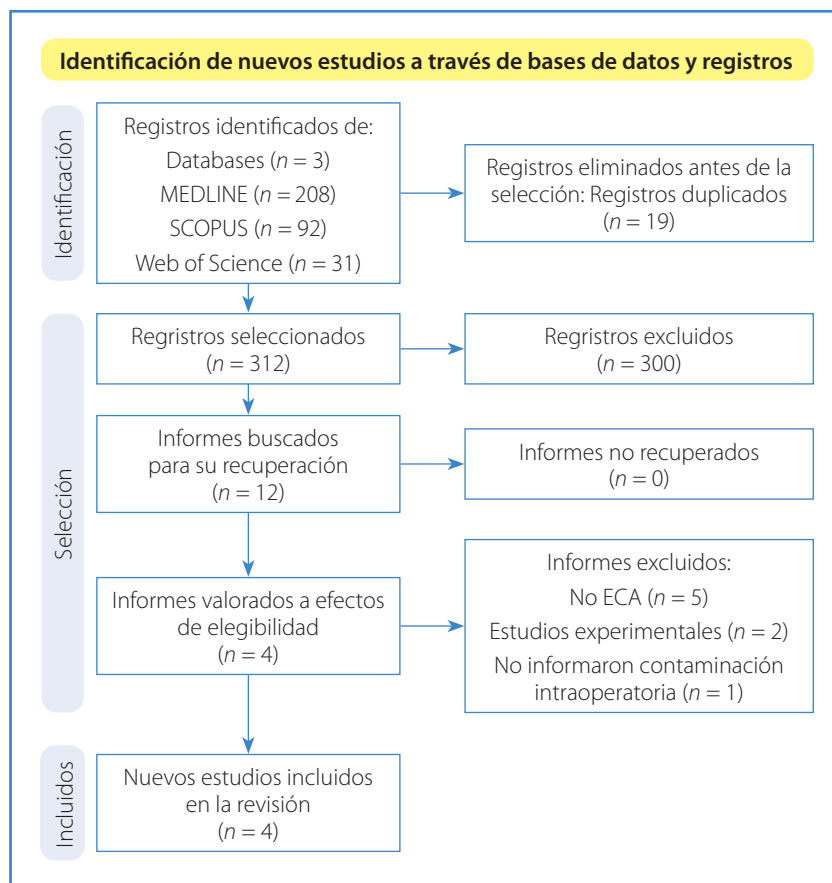 Identificación de nuevos estudios a través de bases de datos y registros
Identificación
Registros identificados de:
Databases (n = 3)
MEDLINE (n = 208)
SCOPUS (n = 92)
Web of Science (n = 31)
Registros eliminados antes de la
selección: Registros duplicados
(n = 19)
Selección
Regristros seleccionados
(n = 312)
Regristros excluidos
(n = 300)
Informes buscados
para su recuperación
(n = 12)
Informes no recuperados
(n = 0)
Informes valorados a efectos
de elegibilidad
(n = 4)
Informes excluidos:
No ECA (n = 5)
Estudios experimentales (n = 2)
No informaron contaminación
intraoperatoria (n = 1)
Incluidos
Nuevos estudios incluidos
en la revisión
(n = 4)